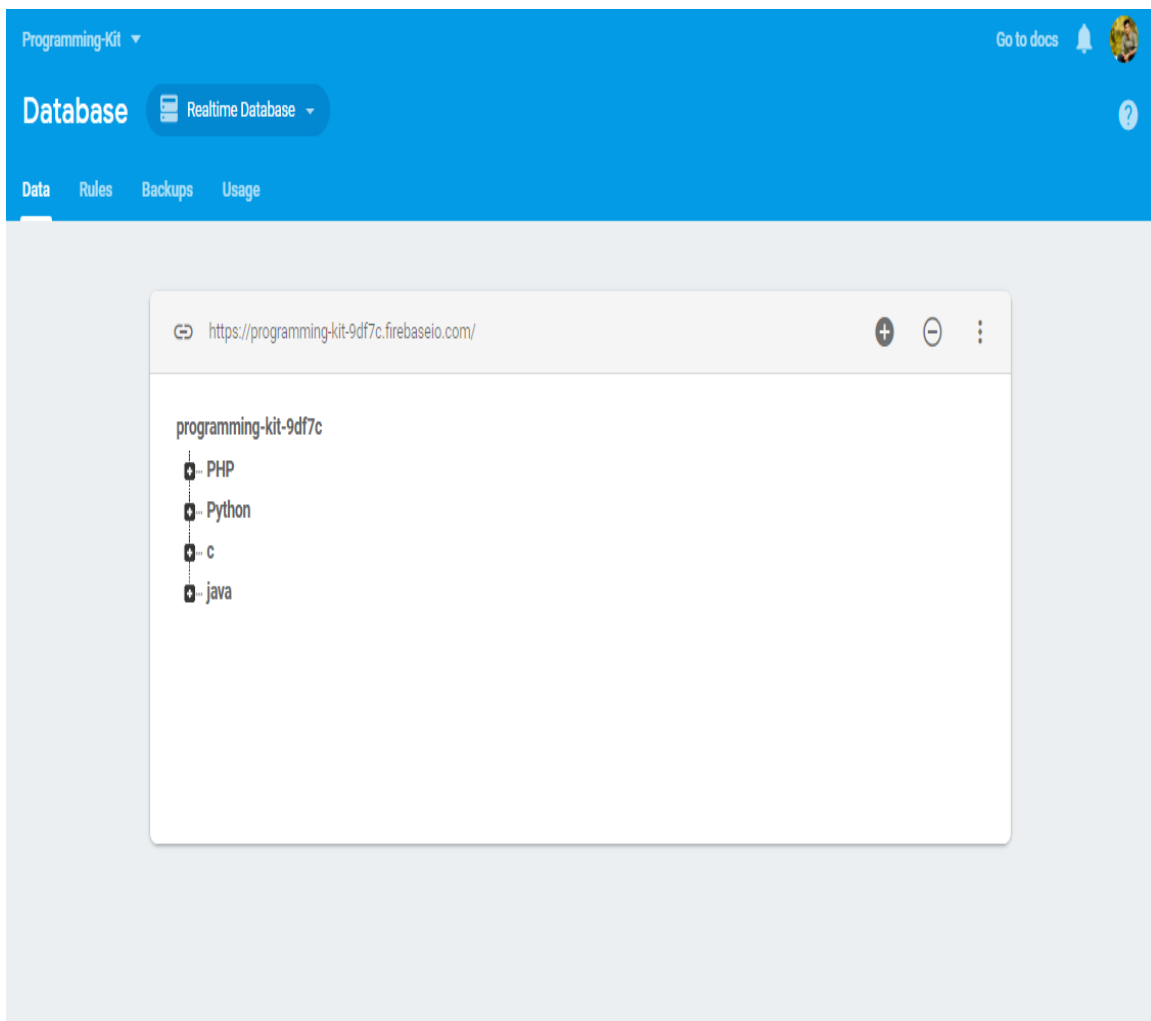 Programming-Kit Go to docs
Database Realtime Database ?
Data Rules Backups Usage
https://programming-kit-9df7c.firebaseio.com/
programming-kit-9df7c
PHP
Python
c
java